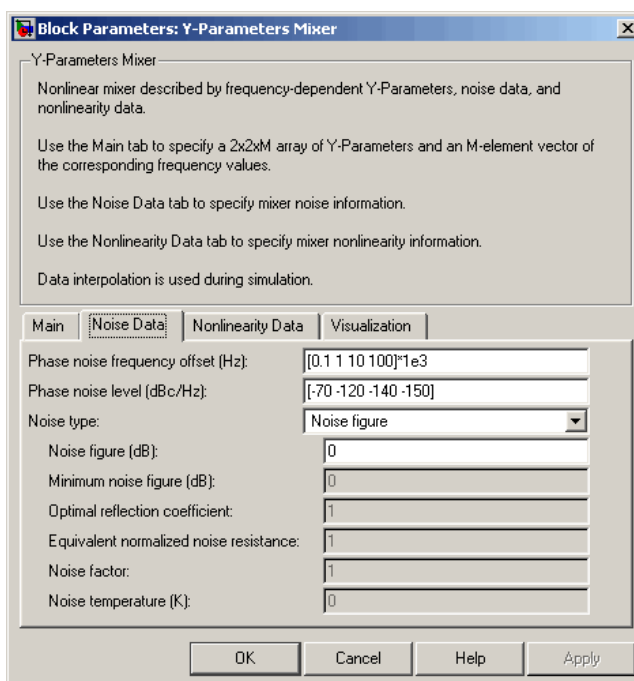 Block Parameters: Y-Parameters Mixer
Y-Parameters Mixer
Nonlinear mixer described by frequency-dependent Y-Parameters, noise data, and
nonlinearity data.
Use the Main tab to specify a 2x2xM array of Y-Parameters and an M-element vector of
the corresponding frequency values.
Use the Noise Data tab to specify mixer noise information.
Use the Nonlinearity Data tab to specify mixer nonlinearity information.
Data interpolation is used during simulation.
Main Noise Data Nonlinearity Data Visualization
Phase noise frequency offset (Hz): [0.1 1 10 100]*1e3
Phase noise level (dBc/Hz): [-70 -120 -140 -150]
Noise type: Noise figure
Noise figure (dB): 0
Minimum noise figure (dB): 0
Optimal reflection coefficient: 1
Equivalent normalized noise resistance: 1
Noise factor: 1
Noise temperature (K): 0
OK Cancel Help Apply